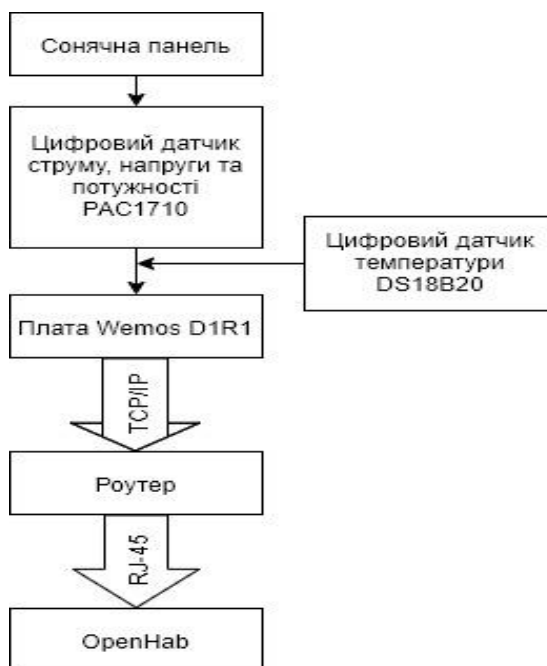 Сонячна панель
Цифровий датчик
струму, напруги та
потужності
PAC1710
Цифровий датчик
температури
DS18B20
Плата Wemos D1R1
TCP/IP
Роутер
RJ-45
OpenHab